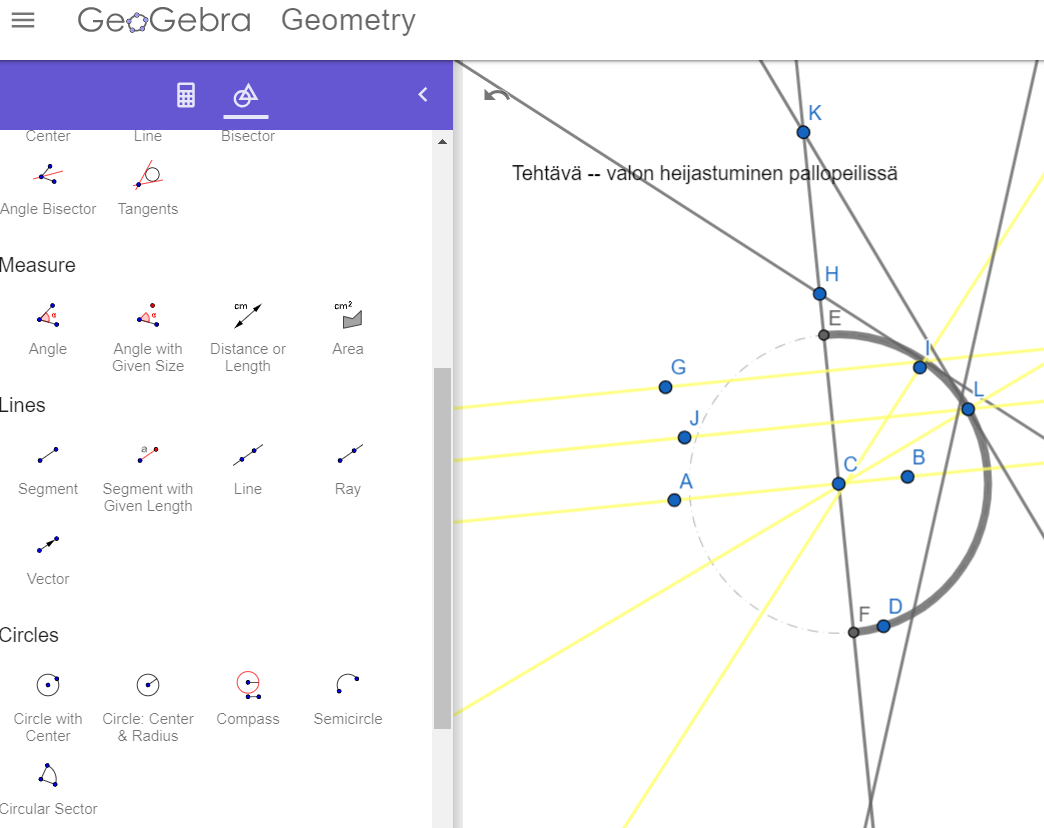 GeoGebra Geometry
Center Line Bisector
Angle Bisector Tangents
Measure
cm cm²
α α
Angle Angle with Distance or Area
Given Size Length
Lines
a
Segment Segment with Line Ray
Given Length
Vector
Circles
Circle with Circle: Center Compass Semicircle
Center & Radius
Circular Sector
K
Tehtävä -- valon heijastuminen pallopeilissä
H
E
I
G
L
J
B
C
A
D
F